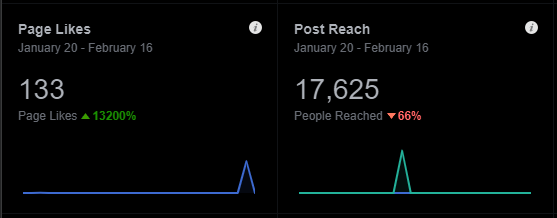 Page Likes
January 20 - February 16
133
Page Likes ▲ 13200%
Post Reach
January 20 - February 16
17,625
People Reached ▼ 66%